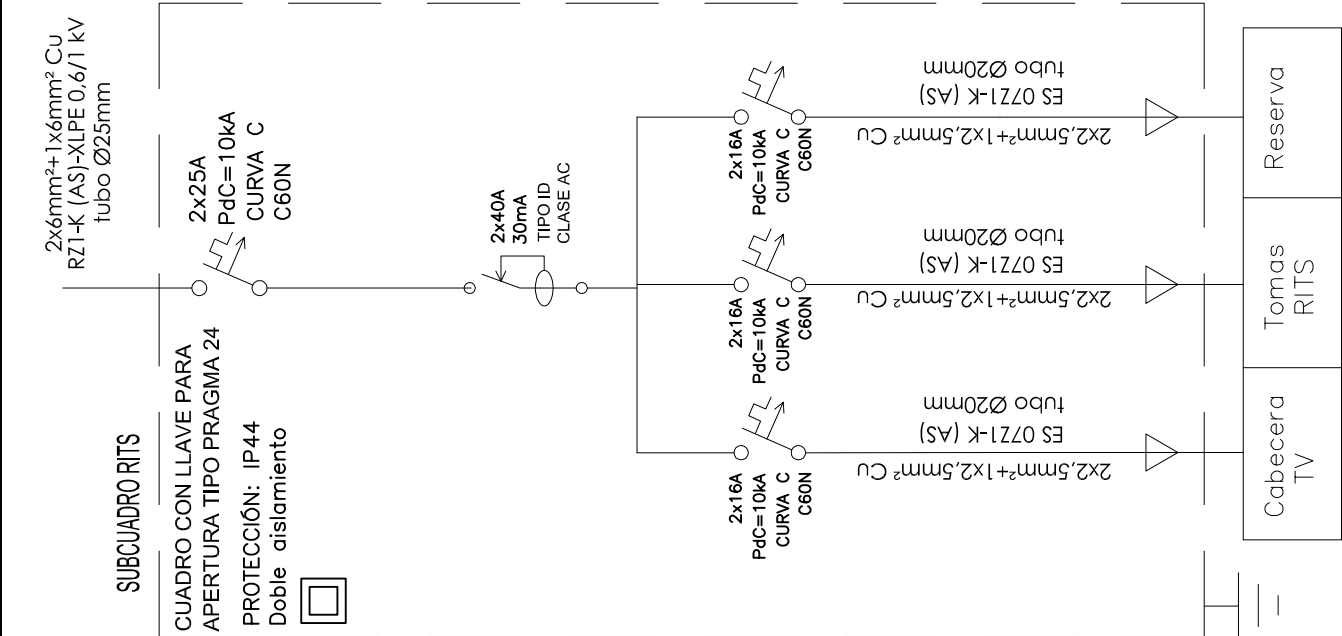 2x6mm²+1x6mm² Cu
RZ1-K (AS)-XLPE 0,6/1 kV
tubo Ø25mm
SUBCUADRO RITS
CUADRO CON LLAVE PARA
APERTURA TIPO PRAGMA 24
PROTECCIÓN: IP44
Doble aislamiento
2x25A
PdC=10kA
CURVA C
C60N
2x40A
30mA
TIPO ID
CLASE AC
2x16A
PdC=10kA
CURVA C
C60N
2x16A
PdC=10kA
CURVA C
C60N
2x16A
PdC=10kA
CURVA C
C60N
2x2,5mm²+1x2,5mm² Cu
ES 07Z1-K (AS)
tubo Ø20mm
2x2,5mm²+1x2,5mm² Cu
ES 07Z1-K (AS)
tubo Ø20mm
2x2,5mm²+1x2,5mm² Cu
ES 07Z1-K (AS)
tubo Ø20mm
Cabecera
TV
Tomas
RITS
Reserva